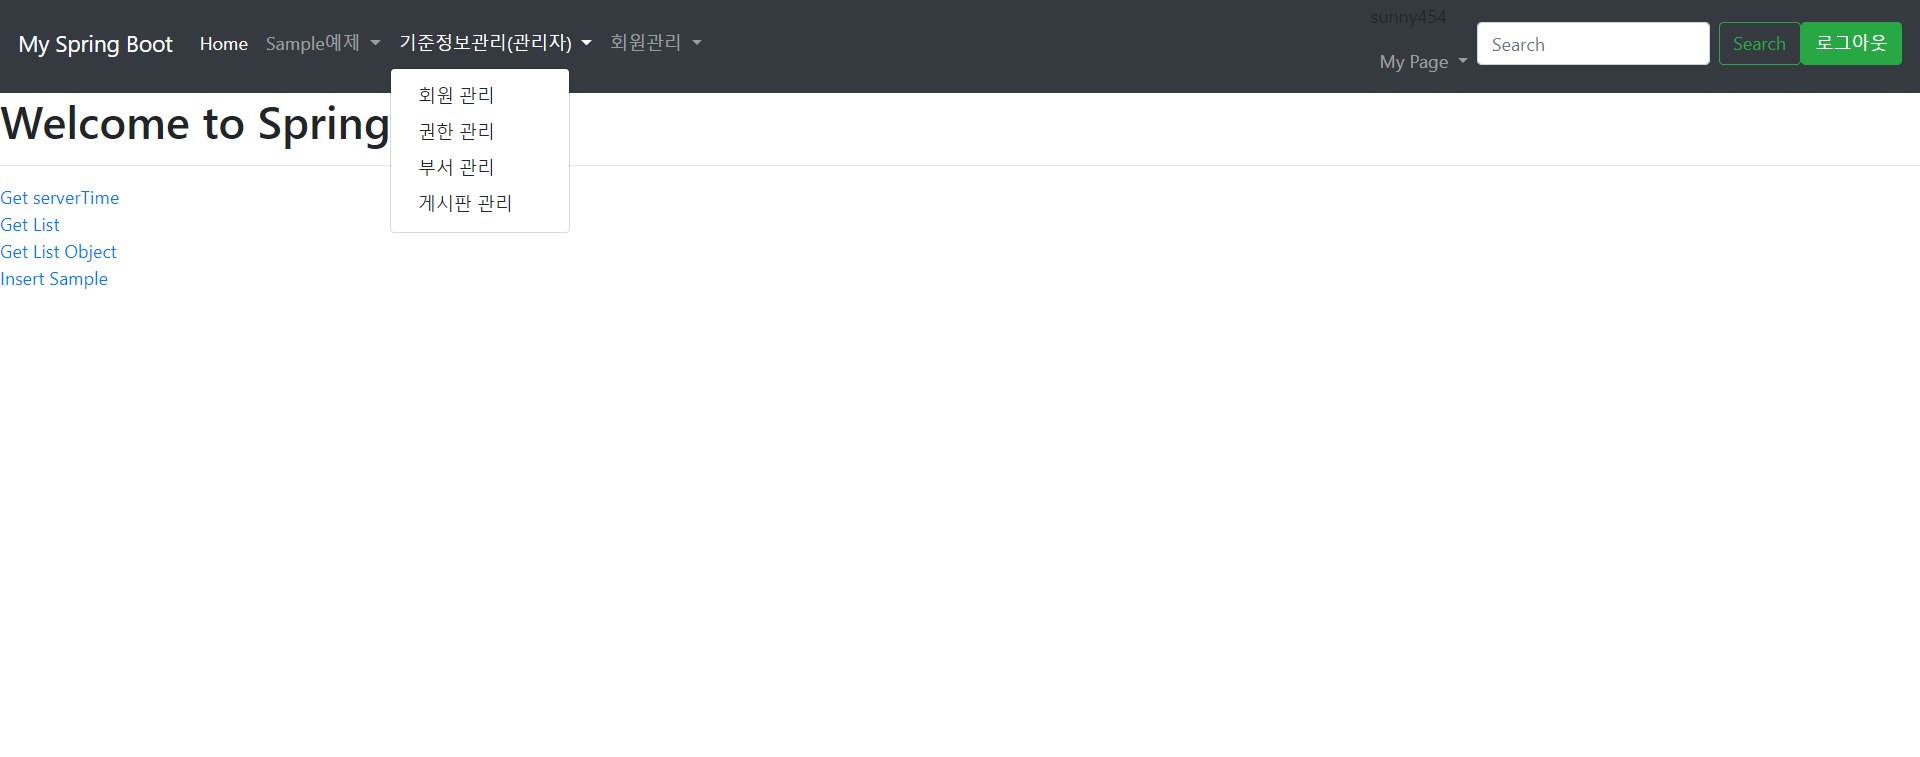 My Spring Boot Home Sample예제 기준정보관리(관리자) 회원관리 sunny454 My Page Search Search 로그아웃
회원 관리
권한 관리
부서 관리
게시판 관리
Welcome to Spring
Get serverTime
Get List
Get List Object
Insert Sample